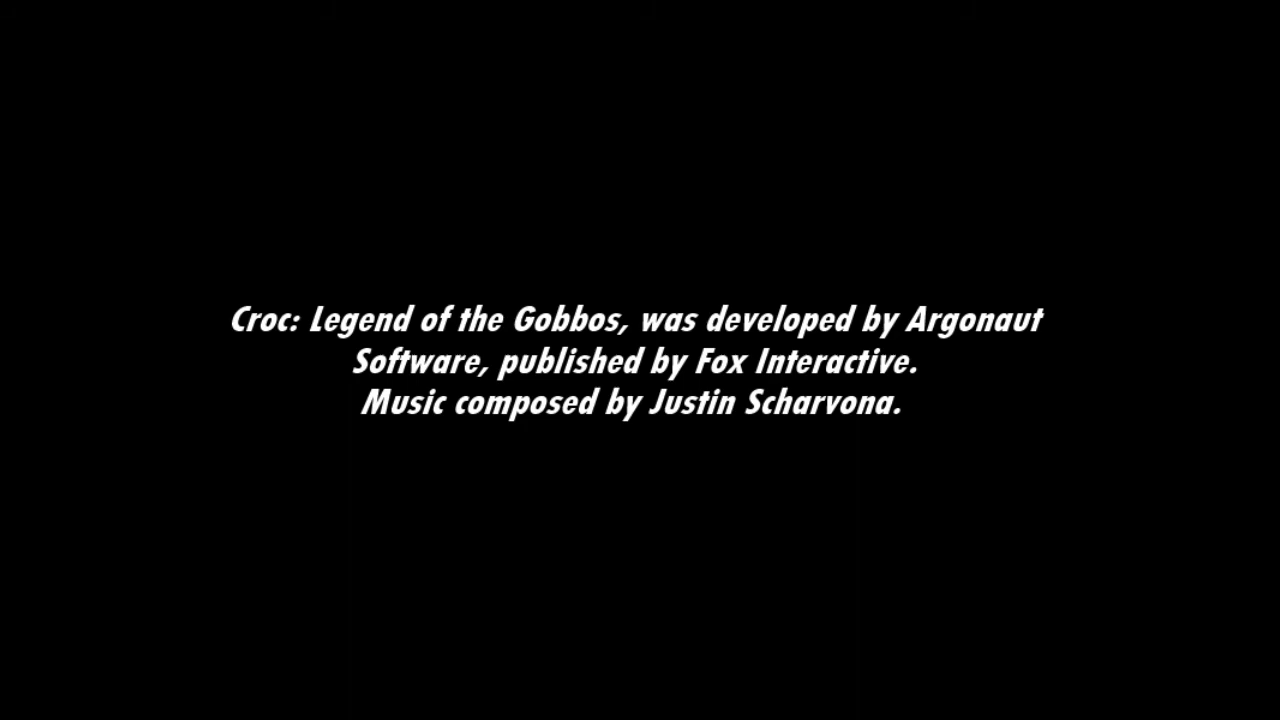 Croc: Legend of the Gobbos, was developed by Argonaut
Software, published by Fox Interactive.
Music composed by Justin Scharvona.